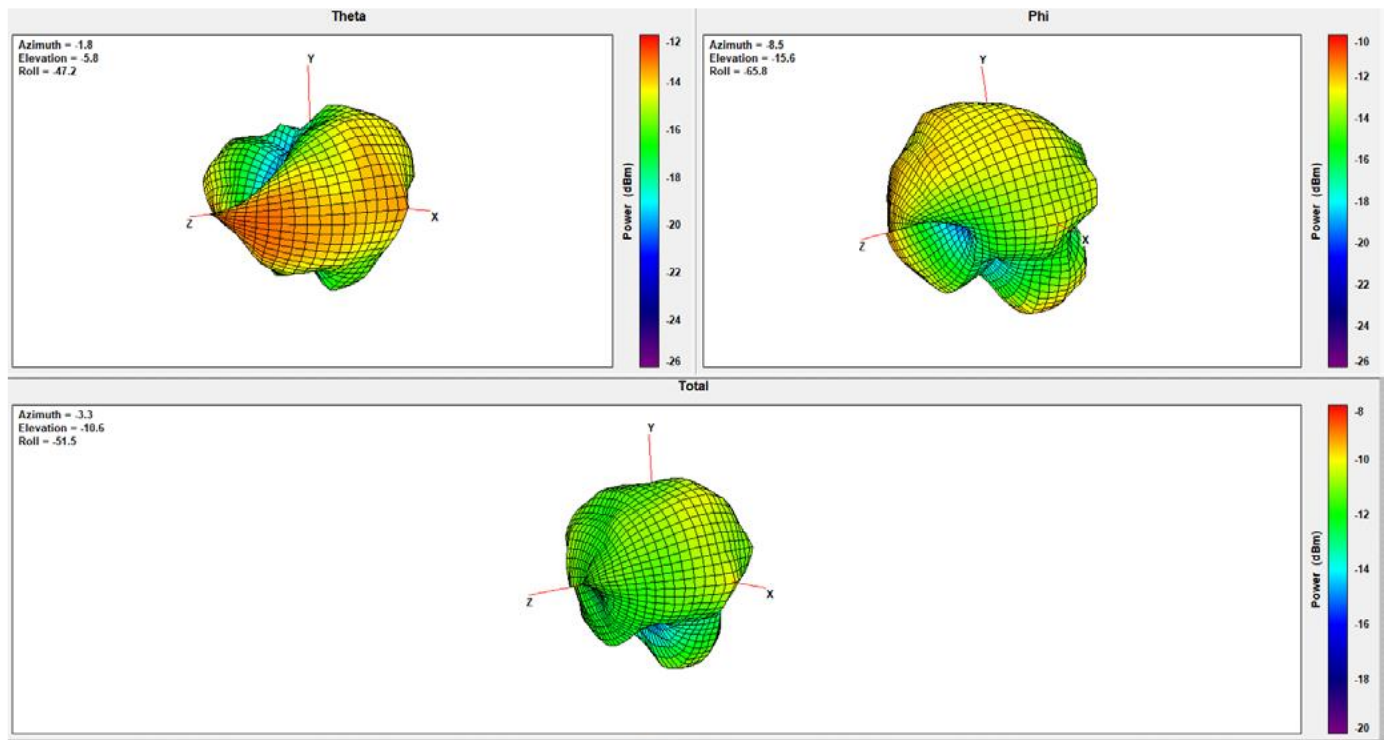 Theta
Azimuth = -1.8
Elevation = -5.8
Roll = -47.2
Y
Z
X
-12
-14
-16
-18
-20
-22
-24
-26
Power (dBm)
Phi
Azimuth = -8.5
Elevation = -15.6
Roll = -65.8
Y
Z
X
-10
-12
-14
-16
-18
-20
-22
-24
-26
Power (dBm)
Total
Azimuth = -3.3
Elevation = -10.6
Roll = -51.5
Y
Z
X
-8
-10
-12
-14
-16
-18
-20
Power (dBm)